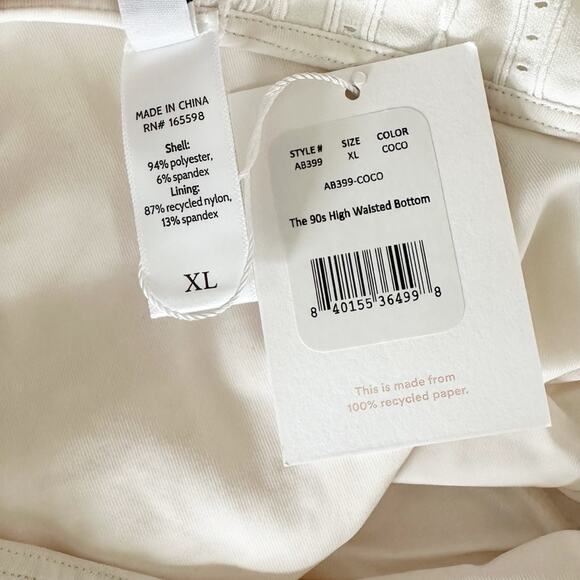 MADE IN CHINA
RN# 165598
Shell:
94% polyester,
6% spandex
Lining:
87% recycled nylon,
13% spandex
XL
STYLE # SIZE COLOR
AB399 XL COCO
AB399-COCO
The 90s High Waisted Bottom
8 40155 36499 8
This is made from
100% recycled paper.